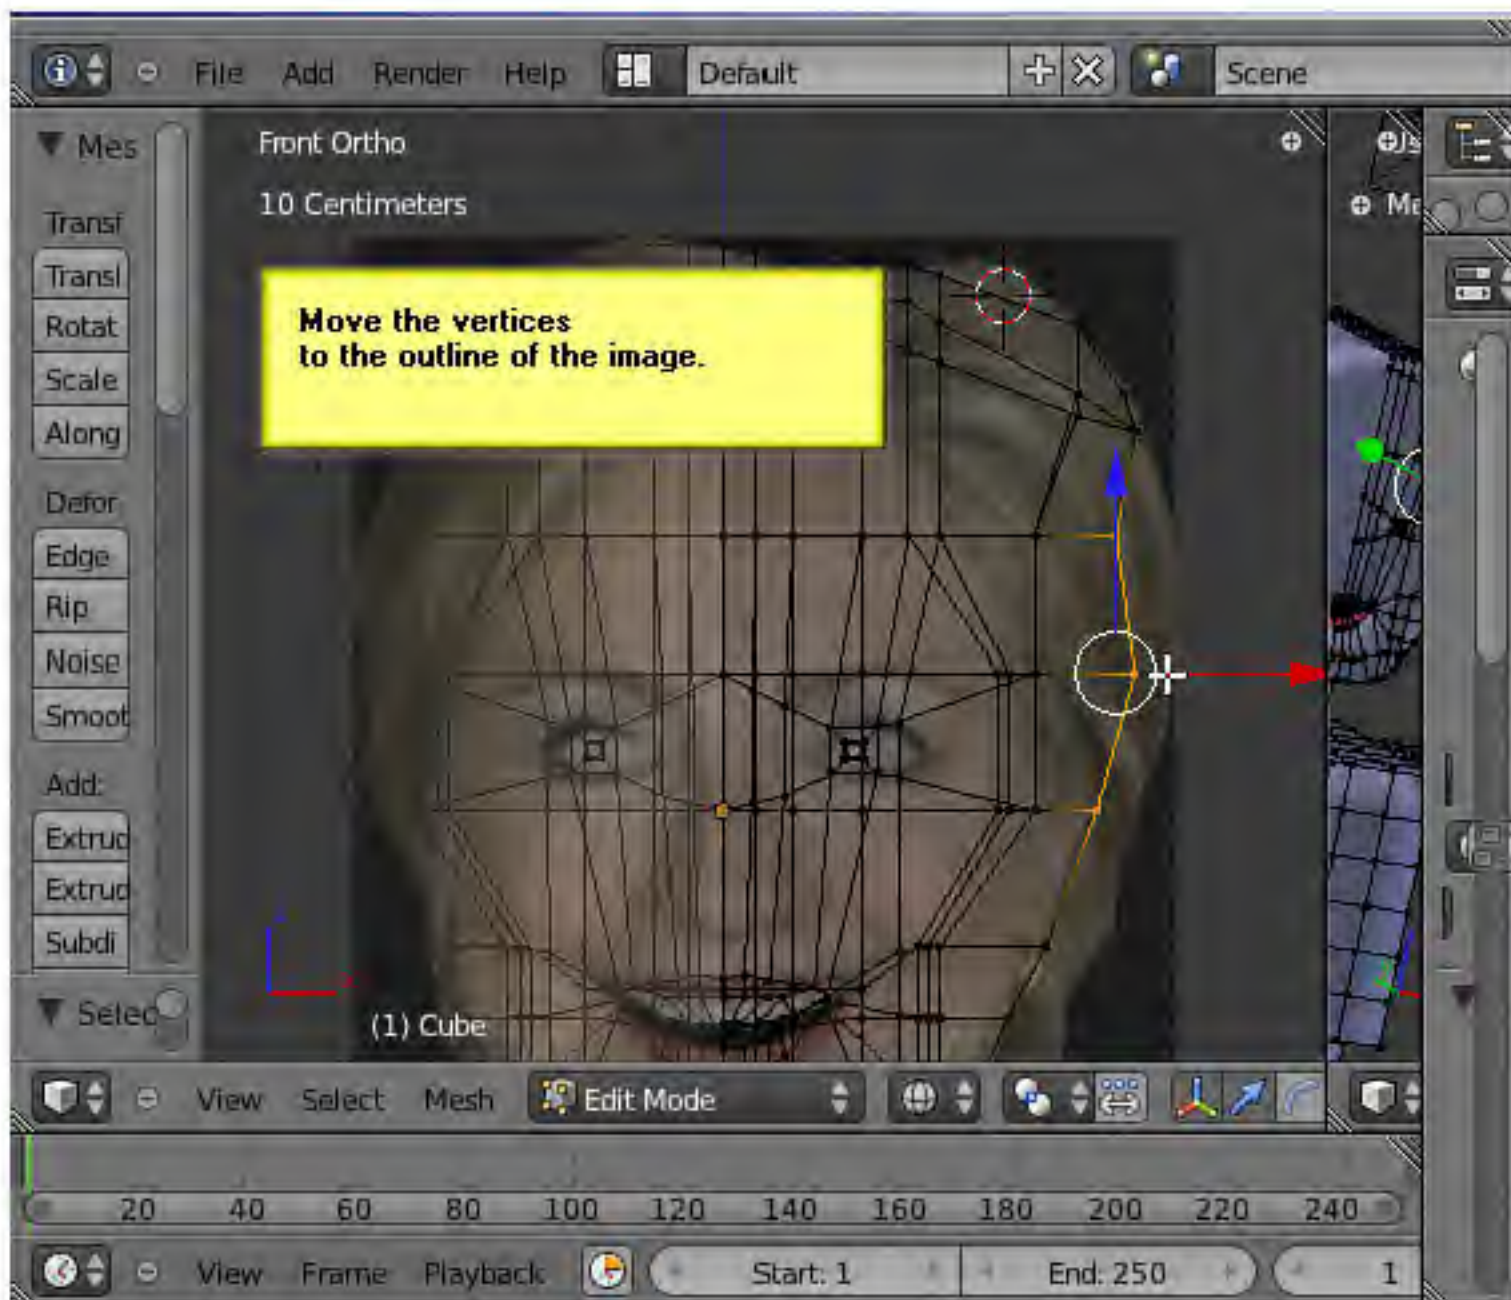 File Add Render Help Default Scene
Mes
Front Ortho
10 Centimeters
Transf
Transl
Rotat
Scale
Along
Move the vertices
to the outline of the image.
Defor
Edge
Rip
Noise
Smoot
Add:
Extrud
Extrud
Subdi
Selec
(1) Cube
View Select Mesh Edit Mode
20 40 60 80 100 120 140 160 180 200 220 240
View Frame Playback Start: 1 End: 250 1